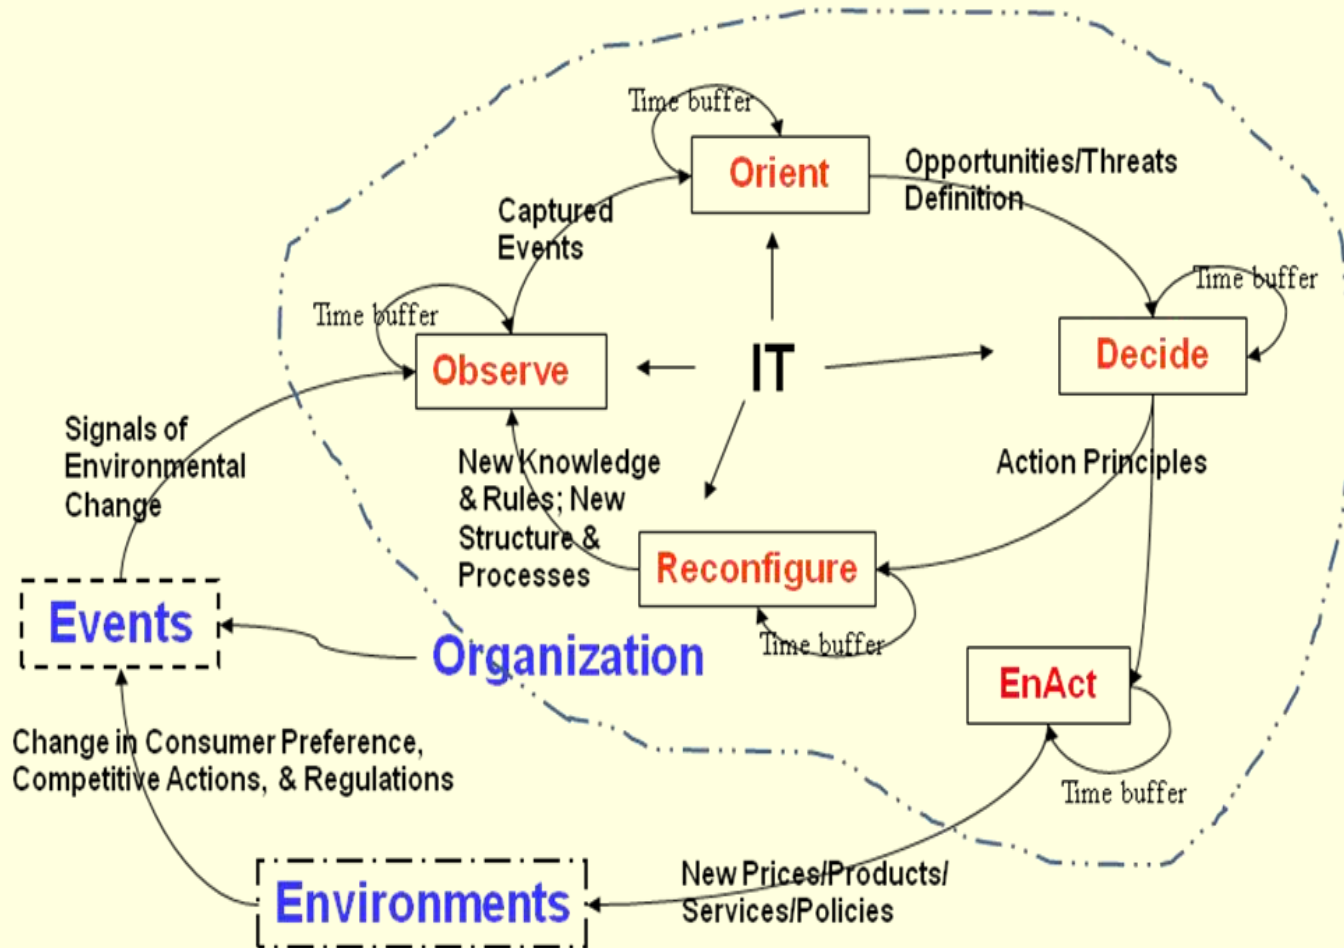 Time buffer
Orient
Opportunities/Threats
Definition
Captured
Events
Time buffer
Time buffer
Observe
IT
Decide
Signals of
Environmental
Change
New Knowledge
& Rules; New
Structure &
Processes
Action Principles
Reconfigure
Time buffer
Events
Organization
EnAct
Time buffer
Change in Consumer Preference,
Competitive Actions, & Regulations
Environments
New Prices/Products/
Services/Policies